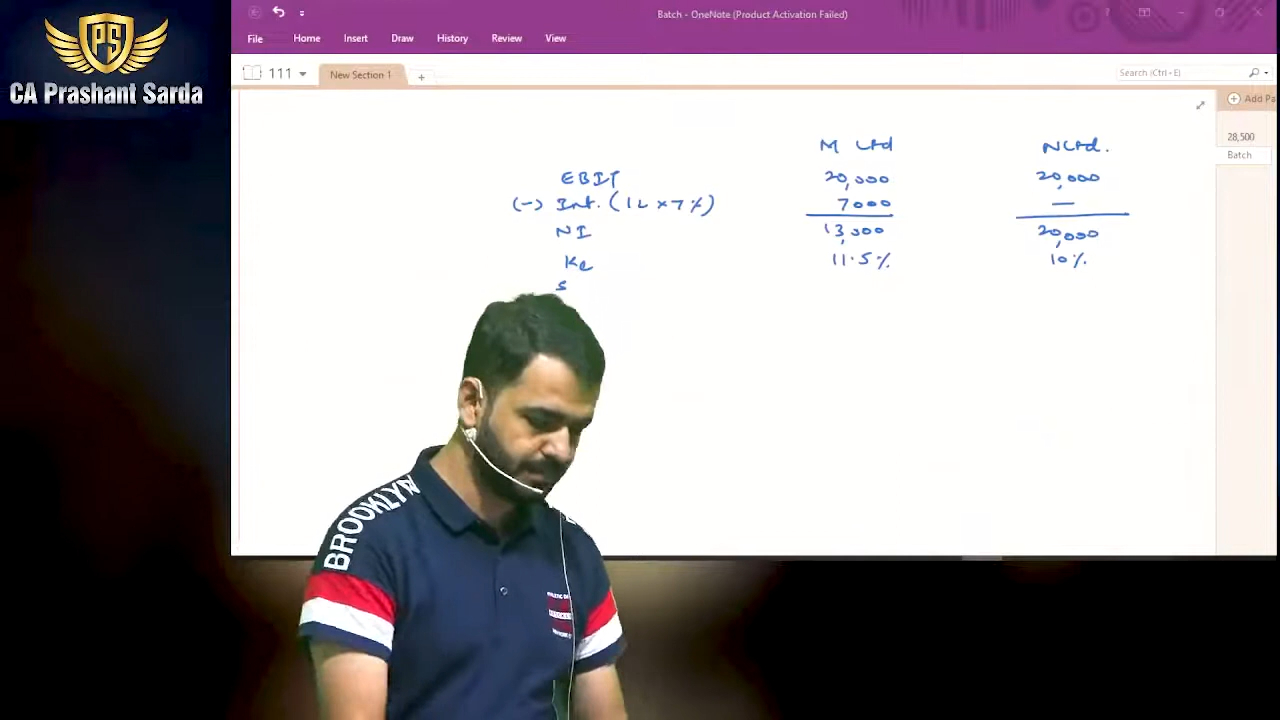 PS
CA Prashant Sarda
Batch - OneNote (Product Activation Failed)
File Home Insert Draw History Review View
111 New Section 1 +
Search (Ctrl+E)
Add Pa
28,500
Batch
M Ltd N Ltd.
EBIT 20,000 20,000
(-) Int. (1L x 7%) 7000 —
NI 13,000 20,000
Ke 11.5% 10%
S
BROOKLYN